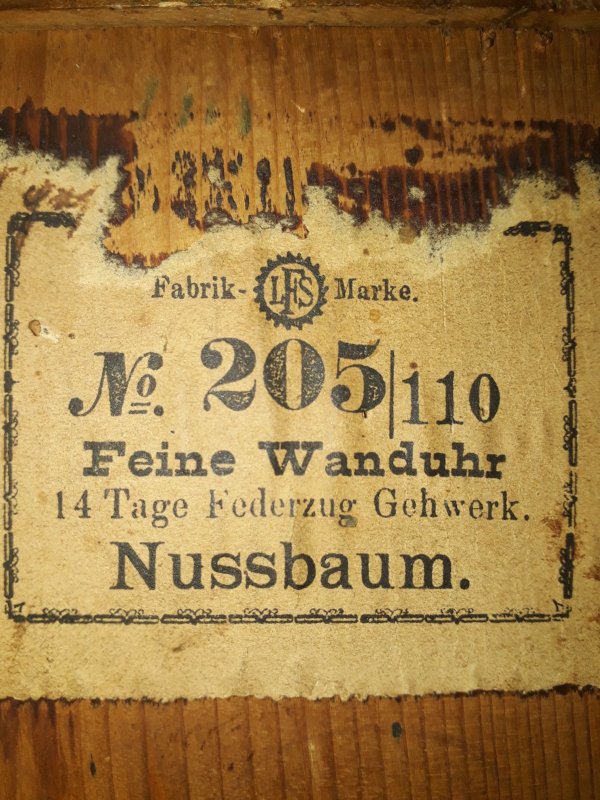 Fabrik- LFS Marke.
No. 205/110
Feine Wanduhr
14 Tage Federzug Gehwerk.
Nussbaum.